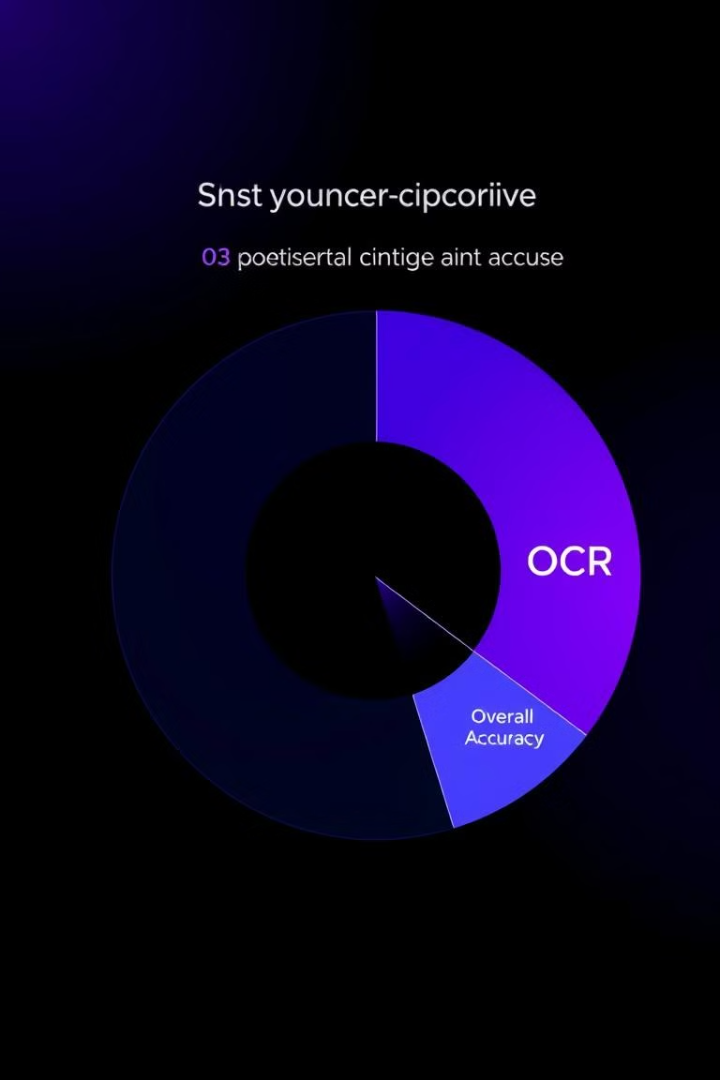 Snst youncer-cipcoriive
03 poetisertal cintige aint accuse
OCR
Overall
Accuracy